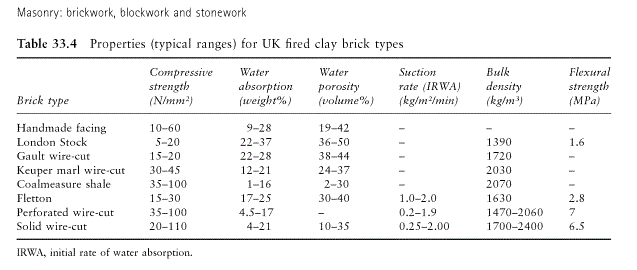 Masonry: brickwork, blockwork and stonework
Table 33.4 Properties (typical ranges) for UK fired clay brick types
Compressive Water Water Suction Bulk Flexural
strength absorption porosity rate (IRWA) density strength
Brick type (N/mm²) (weight%) (volume%) (kg/m²/min) (kg/m³) (MPa)
Handmade facing 10–60 9–28 19–42 – – –
London Stock 5–20 22–37 36–50 – 1390 1.6
Gault wire-cut 15–20 22–28 38–44 – 1720 –
Keuper marl wire-cut 30–45 12–21 24–37 – 2030 –
Coalmeasure shale 35–100 1–16 2–30 – 2070 –
Fletton 15–30 17–25 30–40 1.0–2.0 1630 2.8
Perforated wire-cut 35–100 4.5–17 – 0.2–1.9 1470–2060 7
Solid wire-cut 20–110 4–21 10–35 0.25–2.00 1700–2400 6.5
IRWA, initial rate of water absorption.